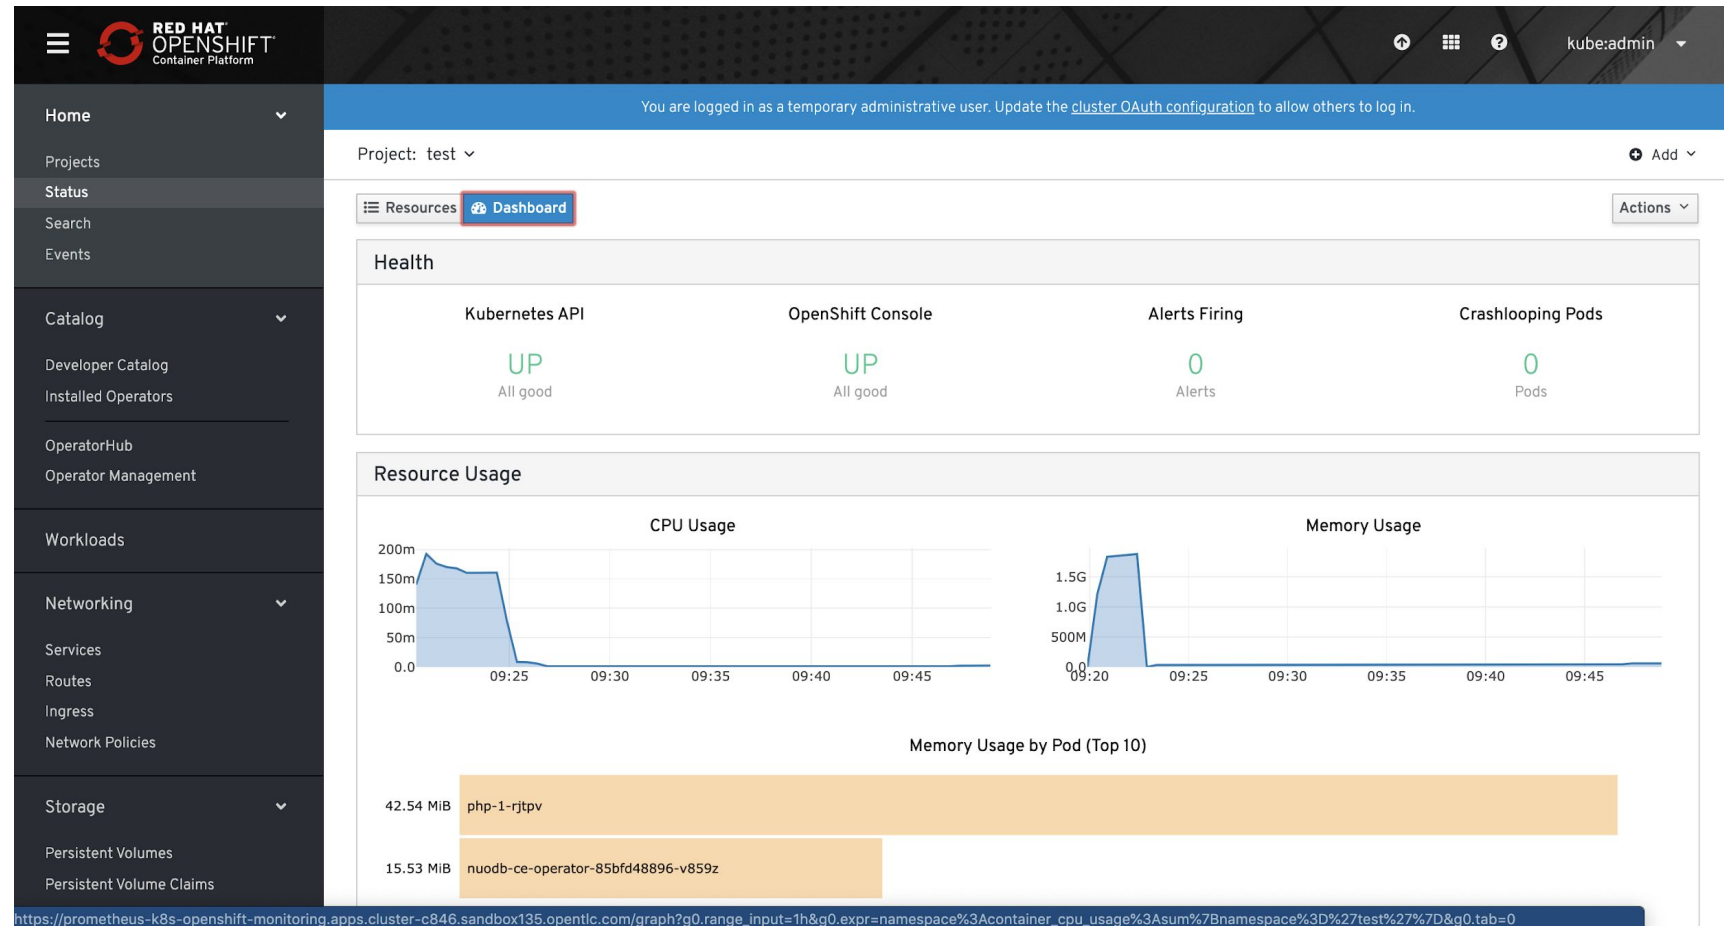 RED HAT
OPENSHIFT
Container Platform
kube:admin
Home
Projects
Status
Search
Events
Catalog
Developer Catalog
Installed Operators
OperatorHub
Operator Management
Workloads
Networking
Services
Routes
Ingress
Network Policies
Storage
Persistent Volumes
Persistent Volume Claims
You are logged in as a temporary administrative user. Update the cluster OAuth configuration to allow others to log in.
Project: test
Add
Resources Dashboard
Actions
Health
Kubernetes API
UP
All good
OpenShift Console
UP
All good
Alerts Firing
0
Alerts
Crashlooping Pods
0
Pods
Resource Usage
CPU Usage
200m
150m
100m
50m
0.0
09:25 09:30 09:35 09:40 09:45
Memory Usage
1.5G
1.0G
500M
0.0
09:20 09:25 09:30 09:35 09:40 09:45
Memory Usage by Pod (Top 10)
42.54 MiB php-1-rjtpv
15.53 MiB nuodb-ce-operator-85bfd48896-v859z
https://prometheus-k8s-openshift-monitoring.apps.cluster-c846.sandbox135.opentlc.com/graph?g0.range_input=1h&g0.expr=namespace%3Acontainer_cpu_usage%3Asum%7Bnamespace%3D%27test%27%7D&g0.tab=0